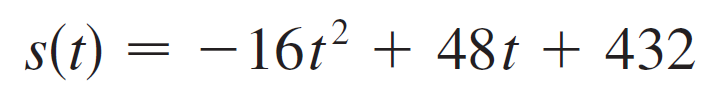 s(t) = −16t² + 48t + 432